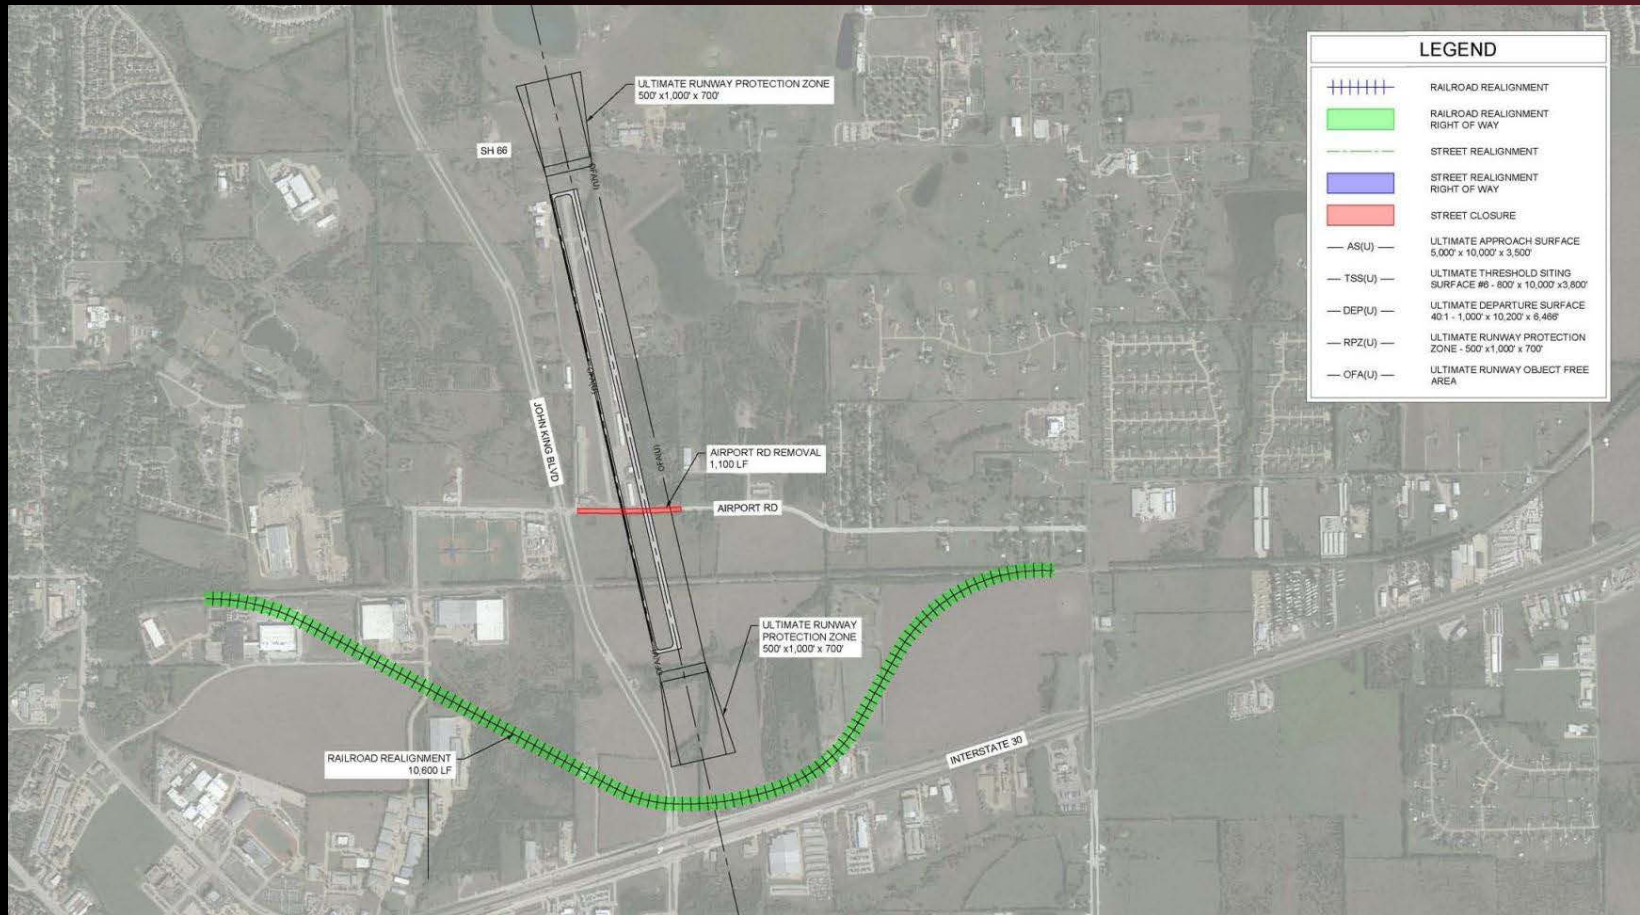 ULTIMATE RUNWAY PROTECTION ZONE
500' x1,000' x 700'
SH 66
OFA(U)
OFA(U)
JOHN KING BLVD
OFA(U)
AIRPORT RD REMOVAL
1,100 LF
AIRPORT RD
ULTIMATE RUNWAY
PROTECTION ZONE
500' x1,000' x 700'
OFA(U)
RAILROAD REALIGNMENT
10,600 LF
INTERSTATE 30
LEGEND
RAILROAD REALIGNMENT
RAILROAD REALIGNMENT
RIGHT OF WAY
STREET REALIGNMENT
STREET REALIGNMENT
RIGHT OF WAY
STREET CLOSURE
AS(U)
ULTIMATE APPROACH SURFACE
5,000' x 10,000' x 3,500'
TSS(U)
ULTIMATE THRESHOLD SITING
SURFACE #6 - 800' x 10,000' x3,800'
DEP(U)
ULTIMATE DEPARTURE SURFACE
40:1 - 1,000' x 10,200' x 6,466'
RPZ(U)
ULTIMATE RUNWAY PROTECTION
ZONE - 500' x1,000' x 700'
OFA(U)
ULTIMATE RUNWAY OBJECT FREE
AREA